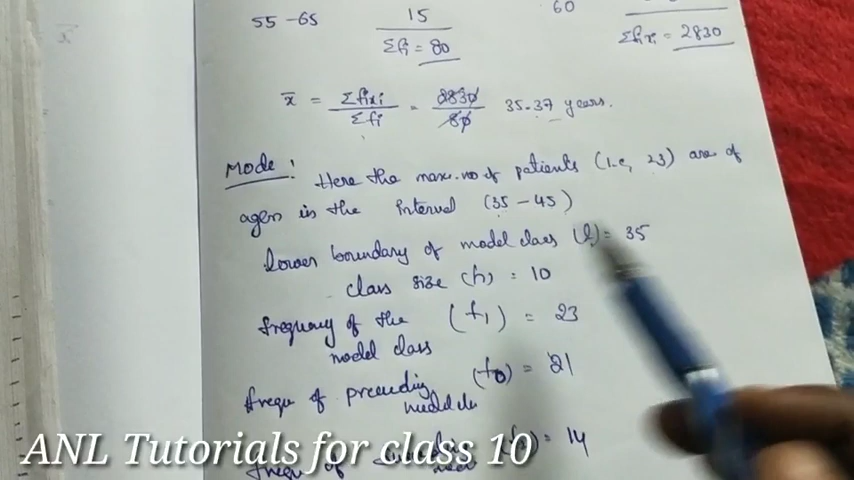 55 - 65 15 60
Σfi = 80 Σfixi = 2830
x̄ = Σfixi / Σfi = 2830 / 80 35.37 years.
Mode : Here the max. no of patients (i.e, 23) are of
ages in the interval (35 - 45)
lower boundary of model class (l) = 35
class size (h) = 10
frequency of the (f1) = 23
model class
frequ of preceeding (f0) = 21
frequ of = 14
ANL Tutorials for class 10